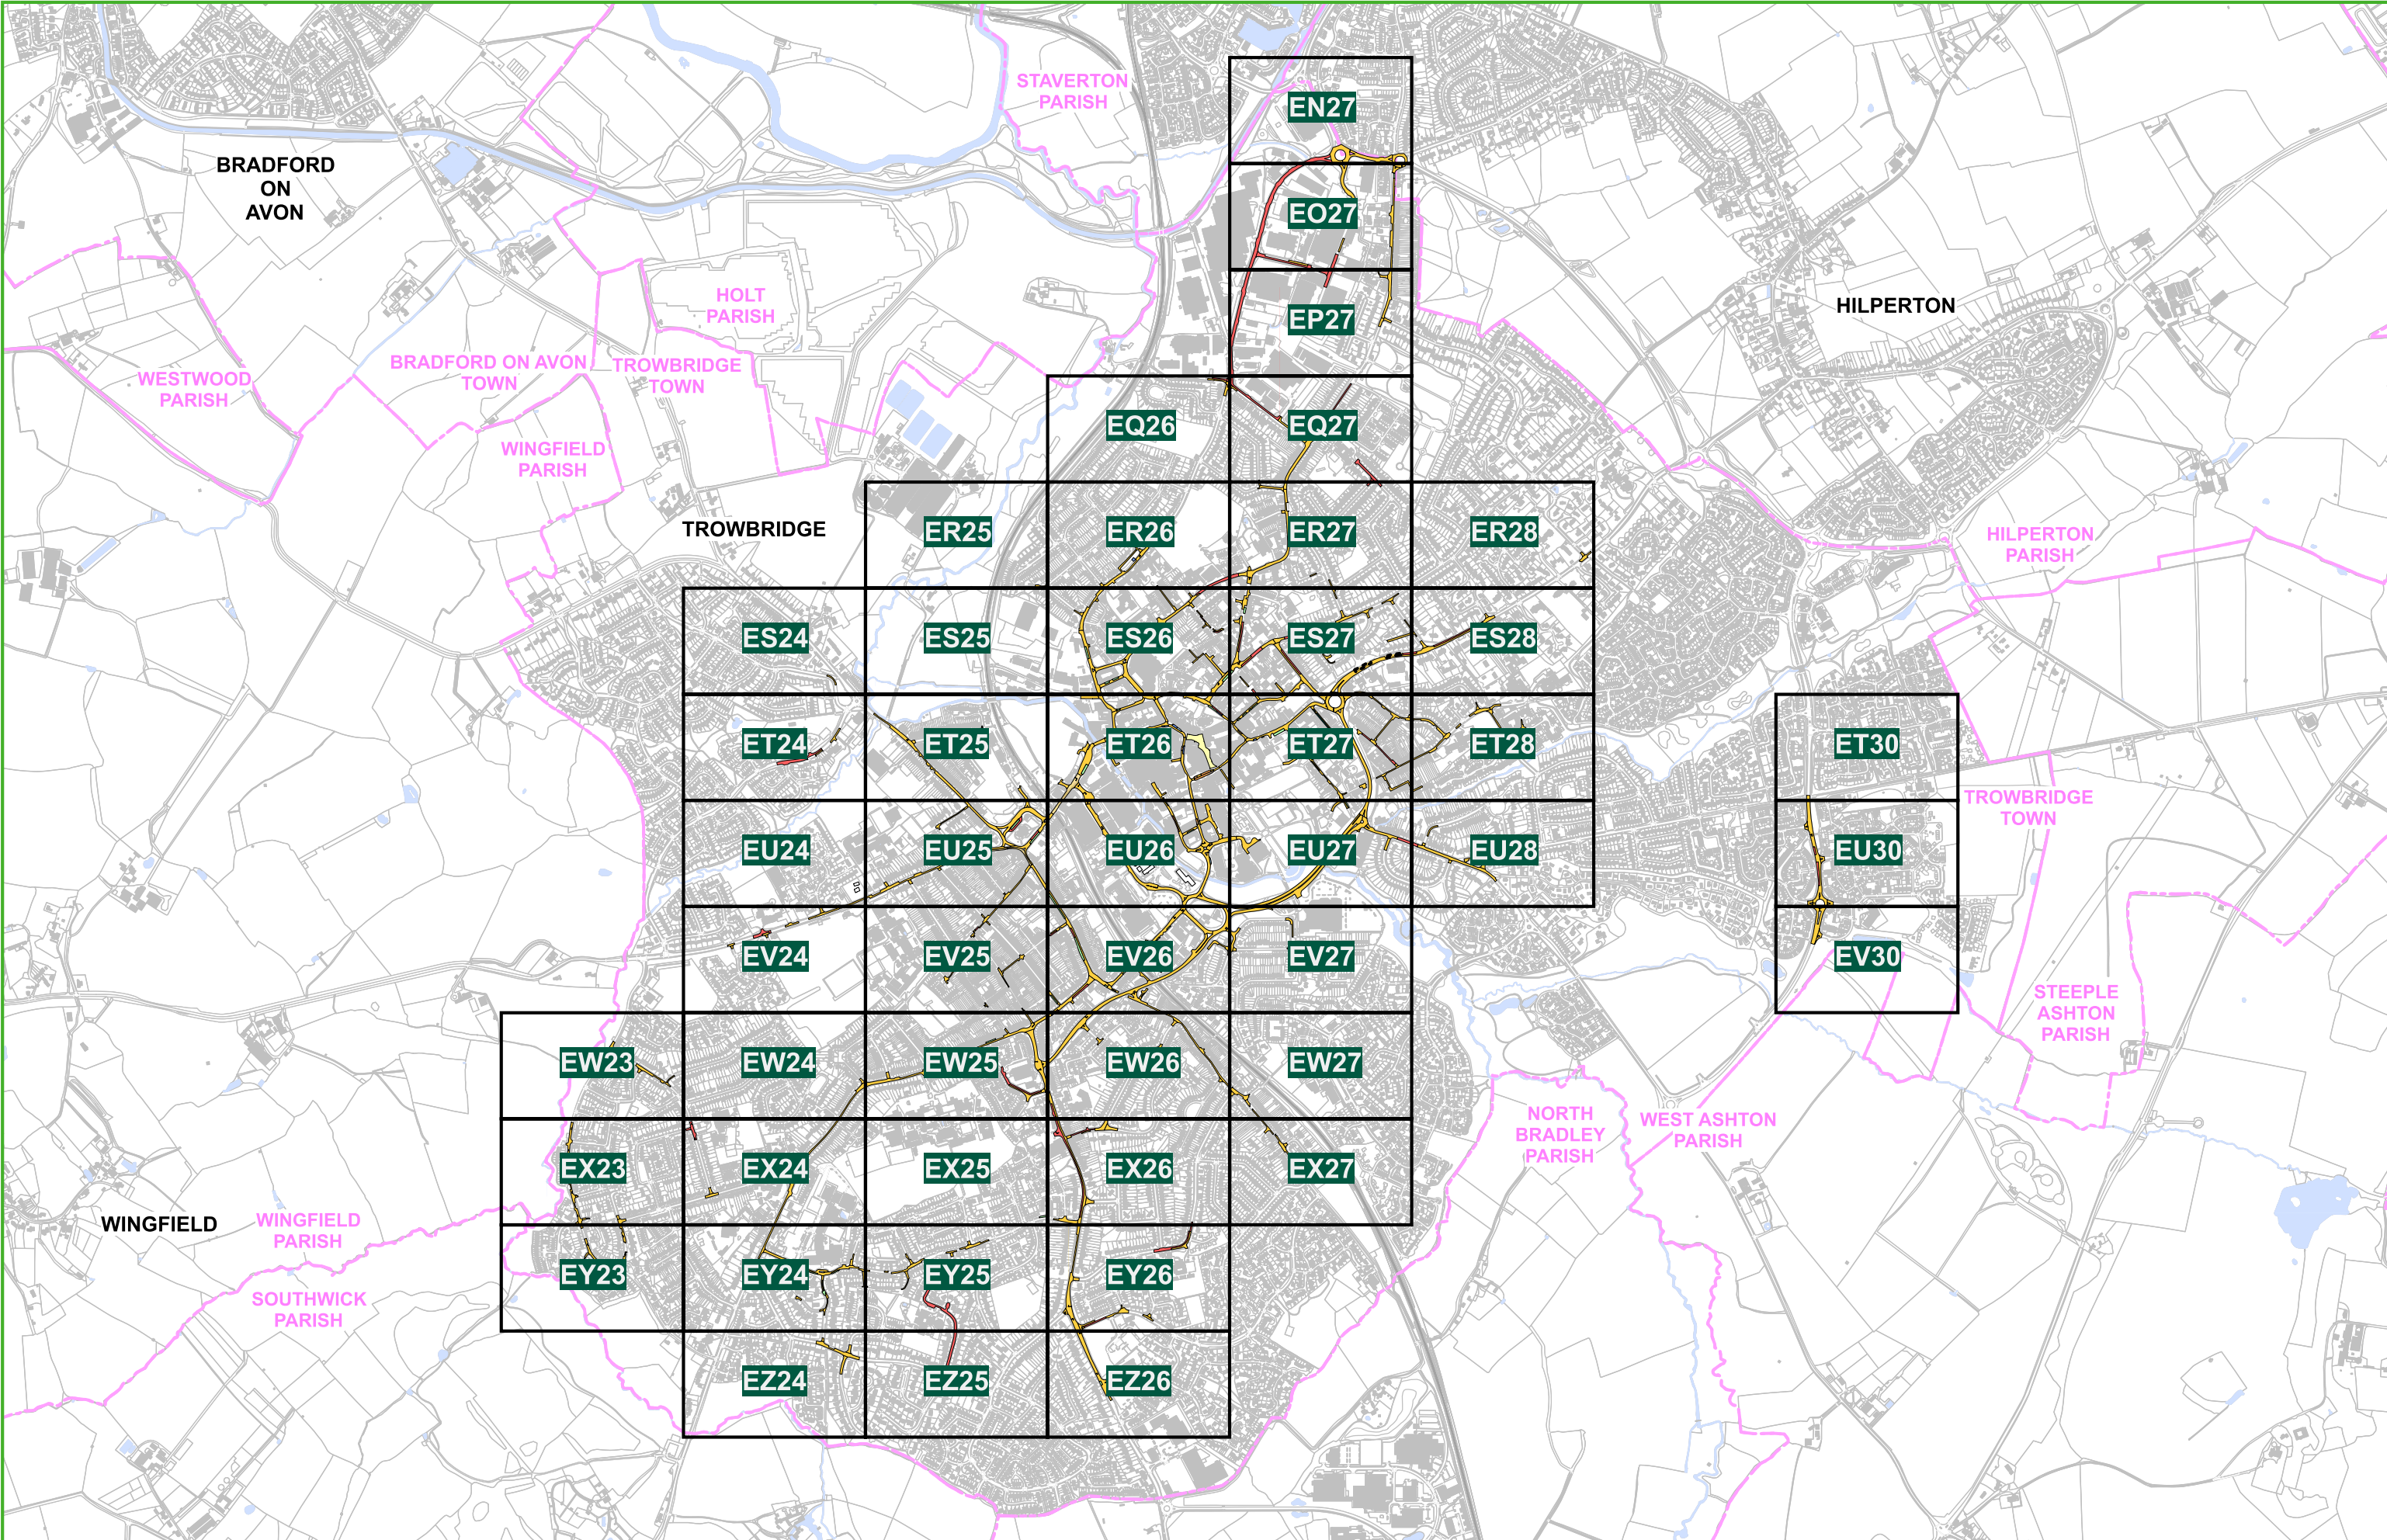 STAVERTON
PARISH
EN27
BRADFORD
ON
AVON
EO27
HOLT
PARISH
EP27
HILPERTON
BRADFORD ON AVON
TOWN
TROWBRIDGE
TOWN
WESTWOOD
PARISH
WINGFIELD
PARISH
EQ26
EQ27
TROWBRIDGE
ER25
ER26
ER27
ER28
HILPERTON
PARISH
ES24
ES25
ES26
ES27
ES28
ET24
ET25
ET26
ET27
ET28
ET30
TROWBRIDGE
TOWN
EU24
EU25
EU26
EU27
EU28
EU30
EV24
EV25
EV26
EV27
EV30
STEEPLE
ASHTON
PARISH
EW23
EW24
EW25
EW26
EW27
NORTH
BRADLEY
PARISH
WEST ASHTON
PARISH
EX23
EX24
EX25
EX26
EX27
WINGFIELD
WINGFIELD
PARISH
EY23
EY24
EY25
EY26
SOUTHWICK
PARISH
EZ24
EZ25
EZ26